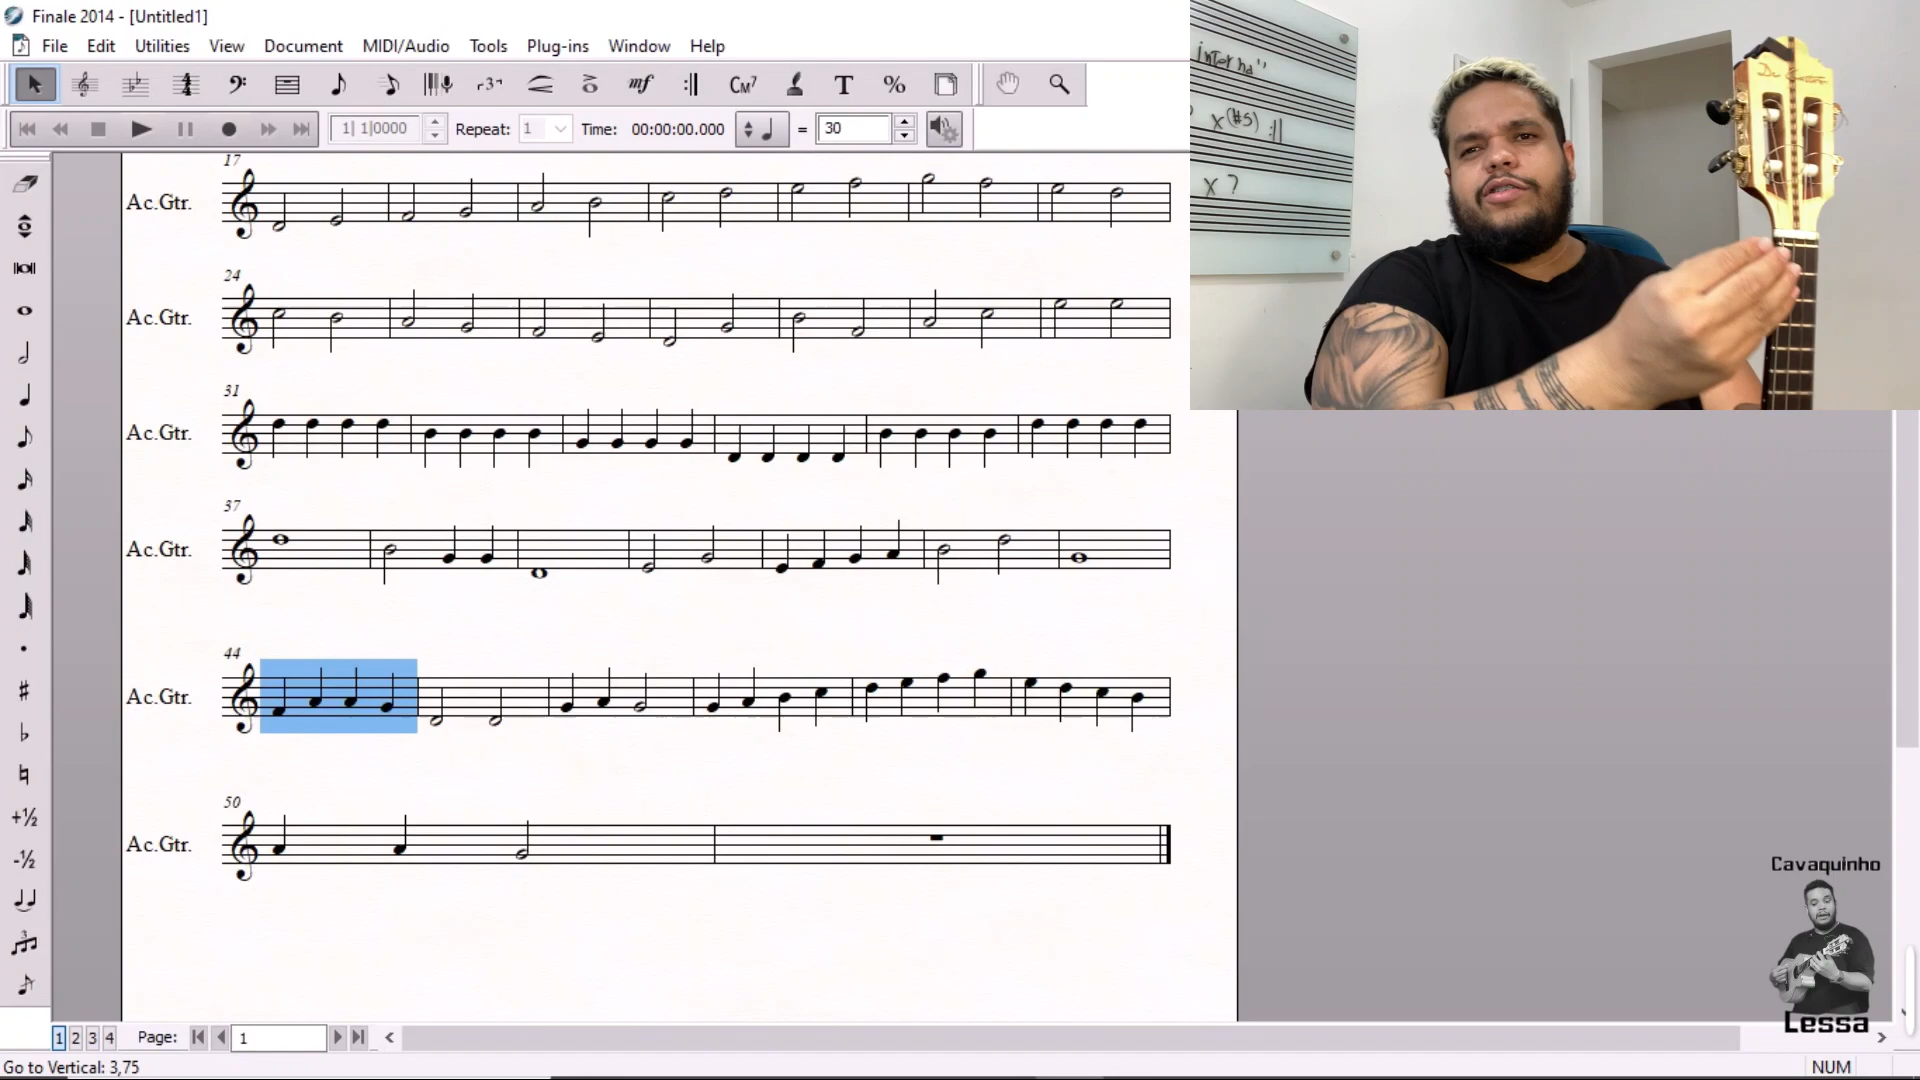 Finale 2014 - [Untitled1]
File Edit Utilities View Document MIDI/Audio Tools Plug-ins Window Help
CM7 T %
1| 1|0000 Repeat: 1 Time: 00:00:00.000 = 30
17
Ac.Gtr.
24
Ac.Gtr.
31
Ac.Gtr.
37
Ac.Gtr.
44
Ac.Gtr.
50
Ac.Gtr.
+½
-½
3
interna"
X(#5) :||
X ?
Cavaquinho
Lessa
1 2 3 4 Page: 1
Go to Vertical: 3,75
NUM